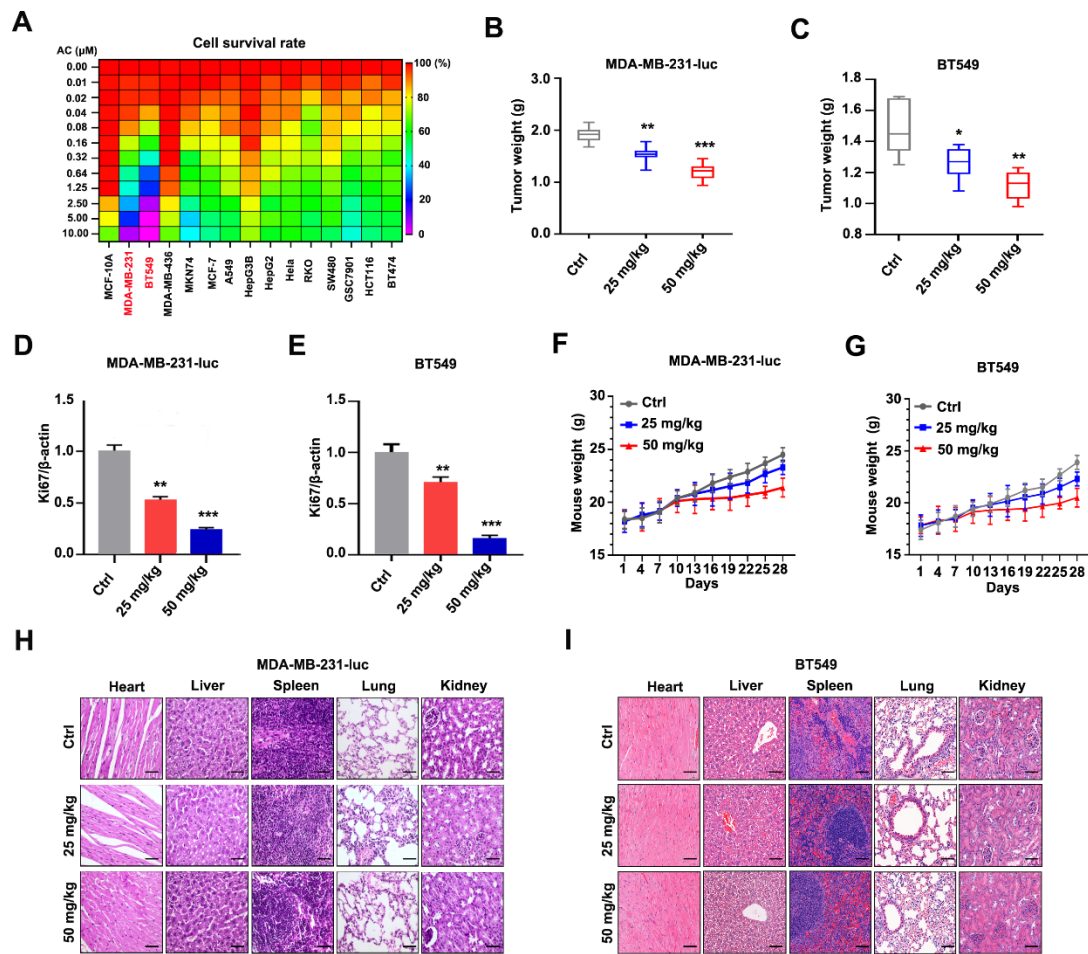 A
Cell survival rate
AC (μM)
0.00
0.01
0.02
0.04
0.08
0.16
0.32
0.64
1.25
2.50
5.00
10.00
100 (%)
80
60
40
20
0
MCF-10A
MDA-MB-231
BT549
MDA-MB-436
MKN74
MCF-7
A549
HepG3B
HepG2
Hela
RKO
SW480
GSC7901
HCT116
BT474
B
MDA-MB-231-luc
Tumor weight (g)
3.0
2.0
1.0
0.0
**
***
Ctrl
25 mg/kg
50 mg/kg
C
BT549
Tumor weight (g)
1.8
1.6
1.4
1.2
1.0
0.8
*
**
Ctrl
25 mg/kg
50 mg/kg
D
MDA-MB-231-luc
Ki67/β-actin
1.5
1.0
0.5
0.0
**
***
Ctrl
25 mg/kg
50 mg/kg
E
BT549
Ki67/β-actin
1.5
1.0
0.5
0.0
**
***
Ctrl
25 mg/kg
50 mg/kg
F
MDA-MB-231-luc
Mouse weight (g)
30
25
20
15
Ctrl
25 mg/kg
50 mg/kg
1 4 7 10 13 16 19 22 25 28
Days
G
BT549
Mouse weight (g)
30
25
20
15
Ctrl
25 mg/kg
50 mg/kg
1 4 7 10 13 16 19 22 25 28
Days
H
MDA-MB-231-luc
Heart Liver Spleen Lung Kidney
Ctrl
25 mg/kg
50 mg/kg
I
BT549
Heart Liver Spleen Lung Kidney
Ctrl
25 mg/kg
50 mg/kg